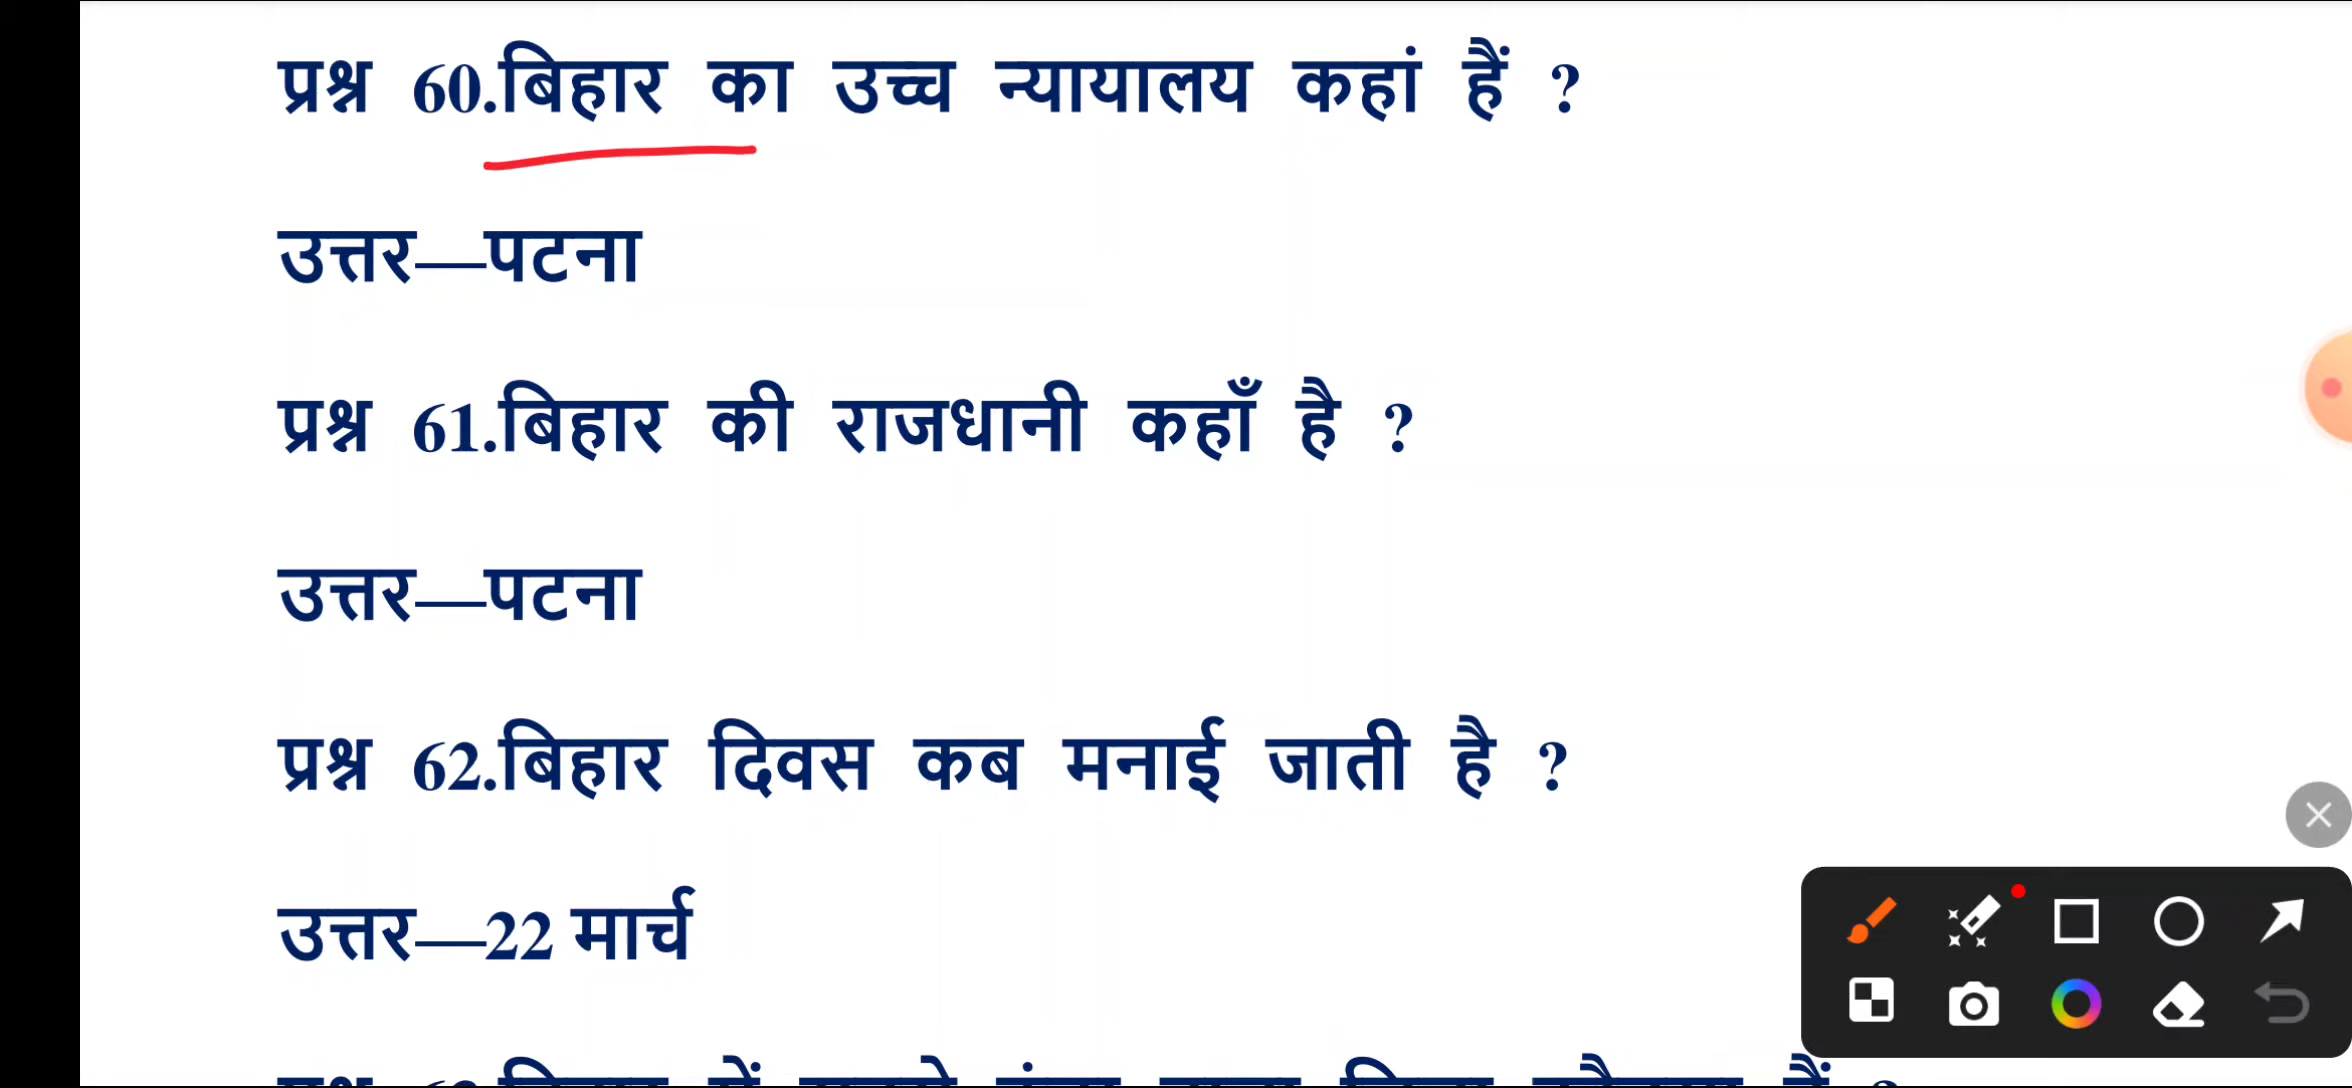 प्रश्न 60.बिहार का उच्च न्यायालय कहां हैं ?
उत्तर—पटना
प्रश्न 61.बिहार की राजधानी कहाँ है ?
उत्तर—पटना
प्रश्न 62.बिहार दिवस कब मनाई जाती है ?
उत्तर—22 मार्च